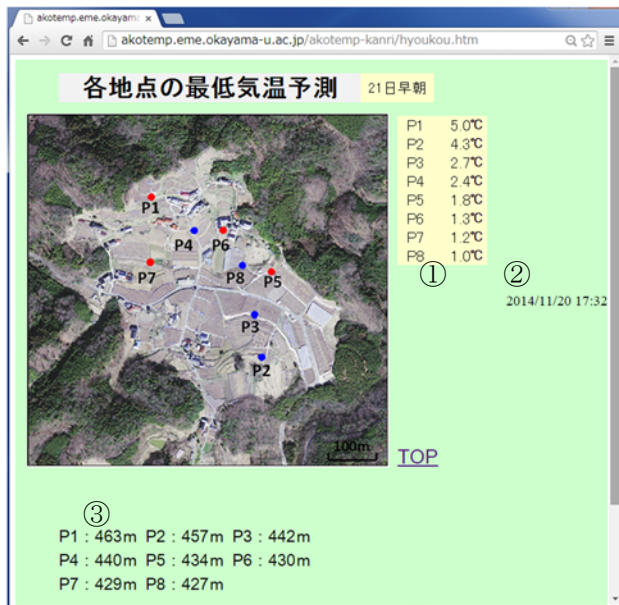 akotemp.eme.okayama
akotemp.eme.okayama-u.ac.jp/akotemp-kanri/hyoukou.htm
各地点の最低気温予測 21日早朝
P1 5.0℃
P2 4.3℃
P3 2.7℃
P4 2.4℃
P5 1.8℃
P6 1.3℃
P7 1.2℃
P8 1.0℃
① ②
2014/11/20 17:32
P1
P4 P6
P7 P8 P5
P3
P2
100m
TOP
③
P1：463m P2：457m P3：442m
P4：440m P5：434m P6：430m
P7：429m P8：427m